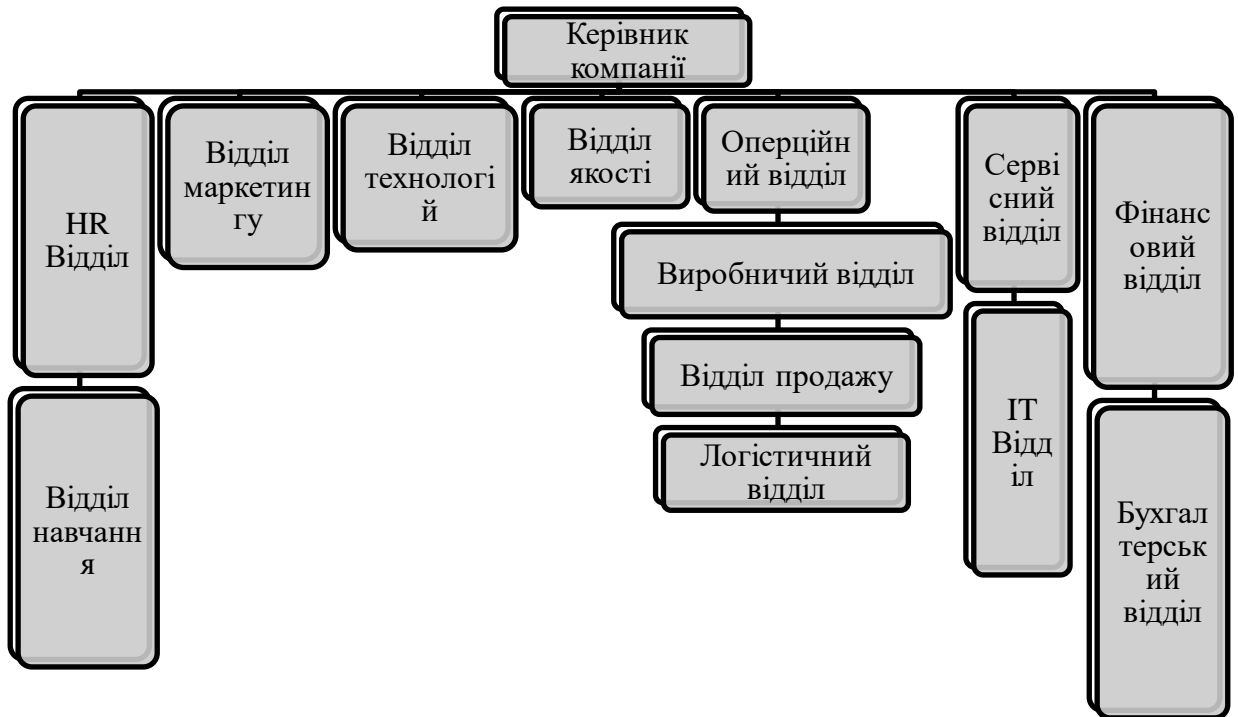 Керівник
компанії
HR
Відділ
Відділ
маркетин
гу
Відділ
технологі
й
Відділ
якості
Оперційн
ий відділ
Серві
сний
відділ
Фінанс
овий
відділ
Виробничий відділ
Відділ продажу
Логістичний
відділ
IT
Відд
іл
Відділ
навчанн
я
Бухгал
терськ
ий
відділ